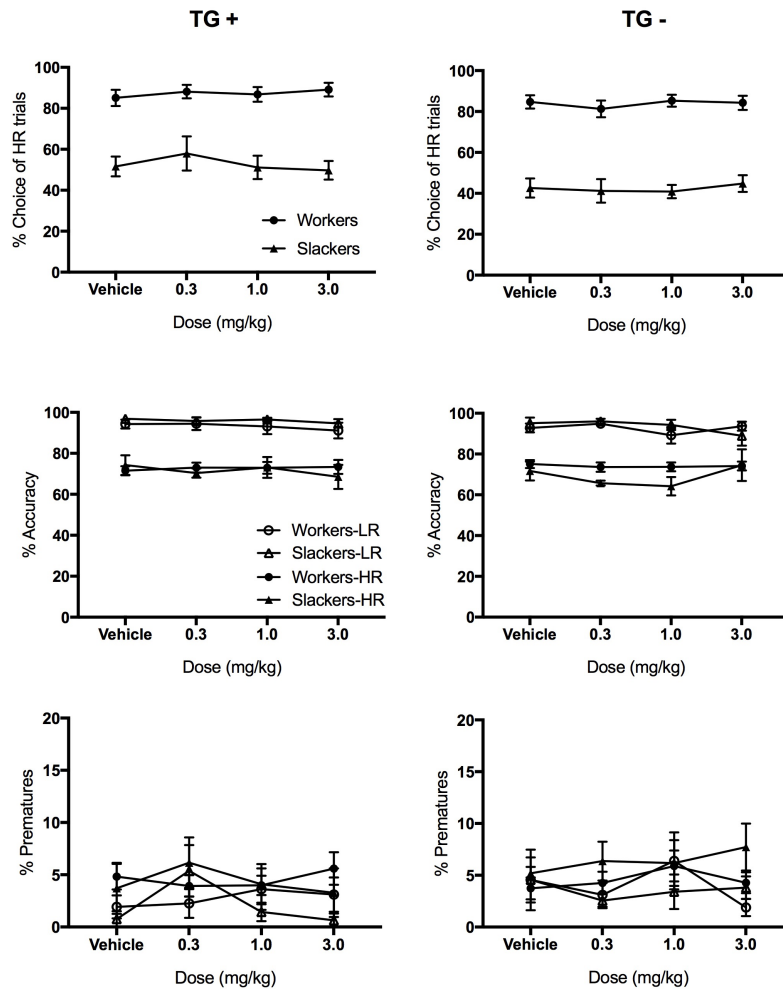 TG +
TG -
% Choice of HR trials
100
80
60
40
20
0
Workers
Slackers
Vehicle 0.3 1.0 3.0
Dose (mg/kg)
% Choice of HR trials
100
80
60
40
20
0
Vehicle 0.3 1.0 3.0
Dose (mg/kg)
% Accuracy
100
80
60
40
20
0
Workers-LR
Slackers-LR
Workers-HR
Slackers-HR
Vehicle 0.3 1.0 3.0
Dose (mg/kg)
% Accuracy
100
80
60
40
20
0
Vehicle 0.3 1.0 3.0
Dose (mg/kg)
% Prematures
20
15
10
5
0
Vehicle 0.3 1.0 3.0
Dose (mg/kg)
% Prematures
20
15
10
5
0
Vehicle 0.3 1.0 3.0
Dose (mg/kg)